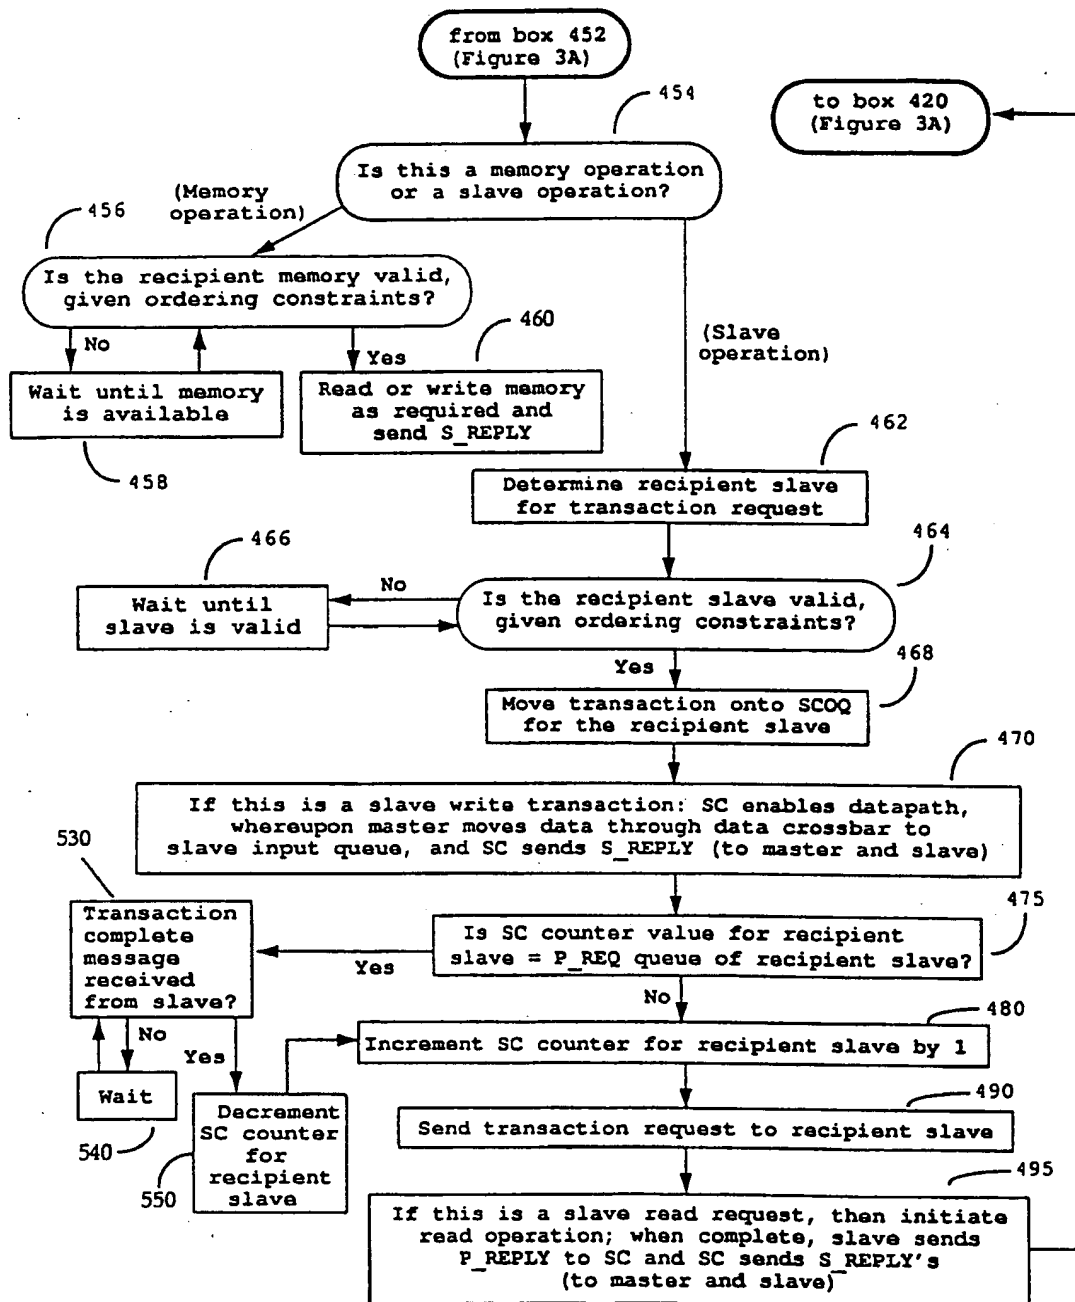 from box 452
(Figure 3A)
454
to box 420
(Figure 3A)
Is this a memory operation
or a slave operation?
(Memory
operation)
456
Is the recipient memory valid,
given ordering constraints?
No
Yes
460
(Slave
operation)
Wait until memory
is available
Read or write memory
as required and
send S_REPLY
458
462
Determine recipient slave
for transaction request
466
464
No
Wait until
slave is valid
Is the recipient slave valid,
given ordering constraints?
Yes
468
Move transaction onto SCOQ
for the recipient slave
470
If this is a slave write transaction: SC enables datapath,
whereupon master moves data through data crossbar to
slave input queue, and SC sends S_REPLY (to master and slave)
530
475
Transaction
complete
message
received
from slave?
Yes
Is SC counter value for recipient
slave = P_REQ queue of recipient slave?
No
480
No
Yes
Increment SC counter for recipient slave by 1
Wait
540
490
Decrement
SC counter
for
recipient
slave
550
Send transaction request to recipient slave
495
If this is a slave read request, then initiate
read operation; when complete, slave sends
P_REPLY to SC and SC sends S_REPLY's
(to master and slave)